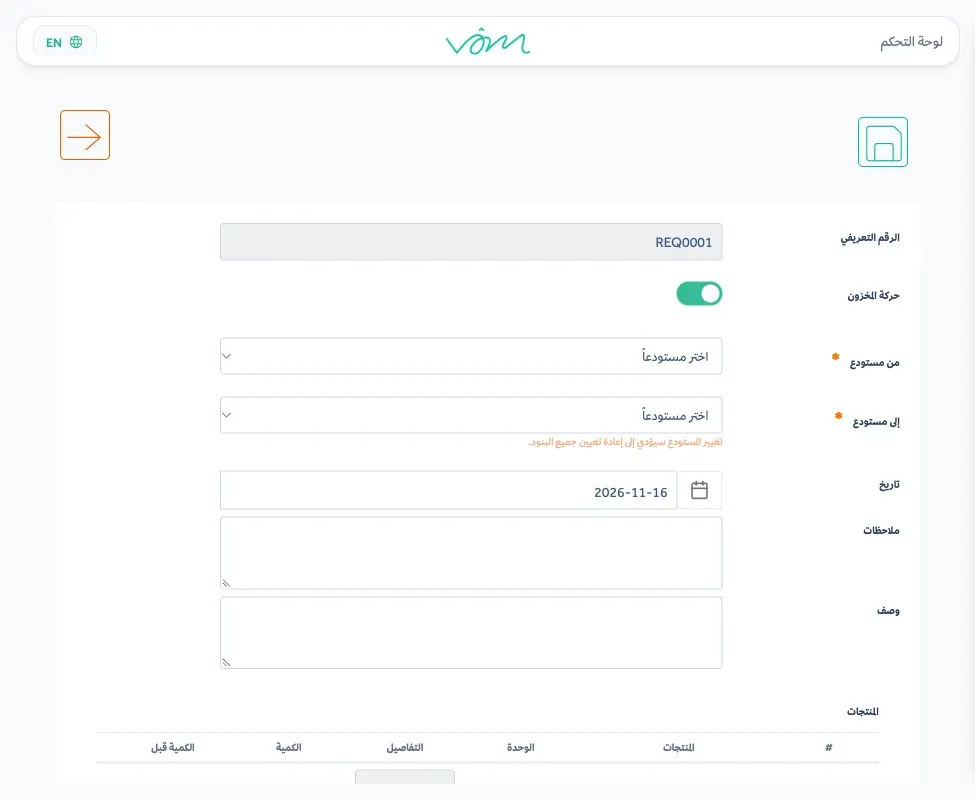 لوحة التحكم
vôm
EN
الرقم التعريفي
REQ0001
حركة المخزون
من مستودع *
اختر مستودعاً
إلى مستودع *
اختر مستودعاً
تغيير المستودع سيؤدي إلى إعادة تعيين جميع البنود.
تاريخ
2026-11-16
ملاحظات
وصف
المنتجات
# المنتجات الوحدة التفاصيل الكمية الكمية قبل